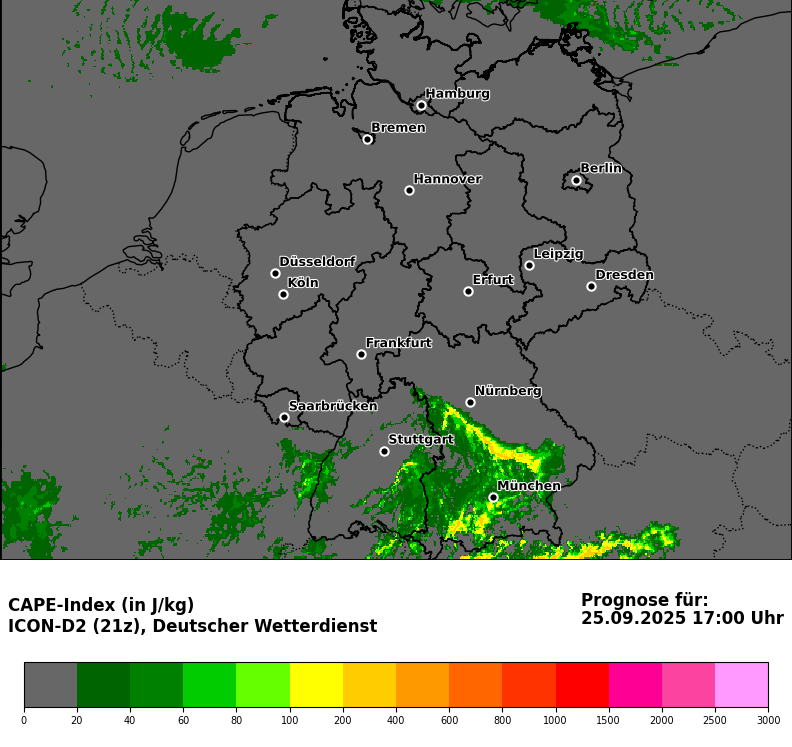 Hamburg
Bremen
Berlin
Hannover
Leipzig
Düsseldorf
Dresden
Köln
Erfurt
Frankfurt
Nürnberg
Saarbrücken
Stuttgart
München
CAPE-Index (in J/kg)
ICON-D2 (21z), Deutscher Wetterdienst
Prognose für:
25.09.2025 17:00 Uhr
0 20 40 60 80 100 200 400 600 800 1000 1500 2000 2500 3000